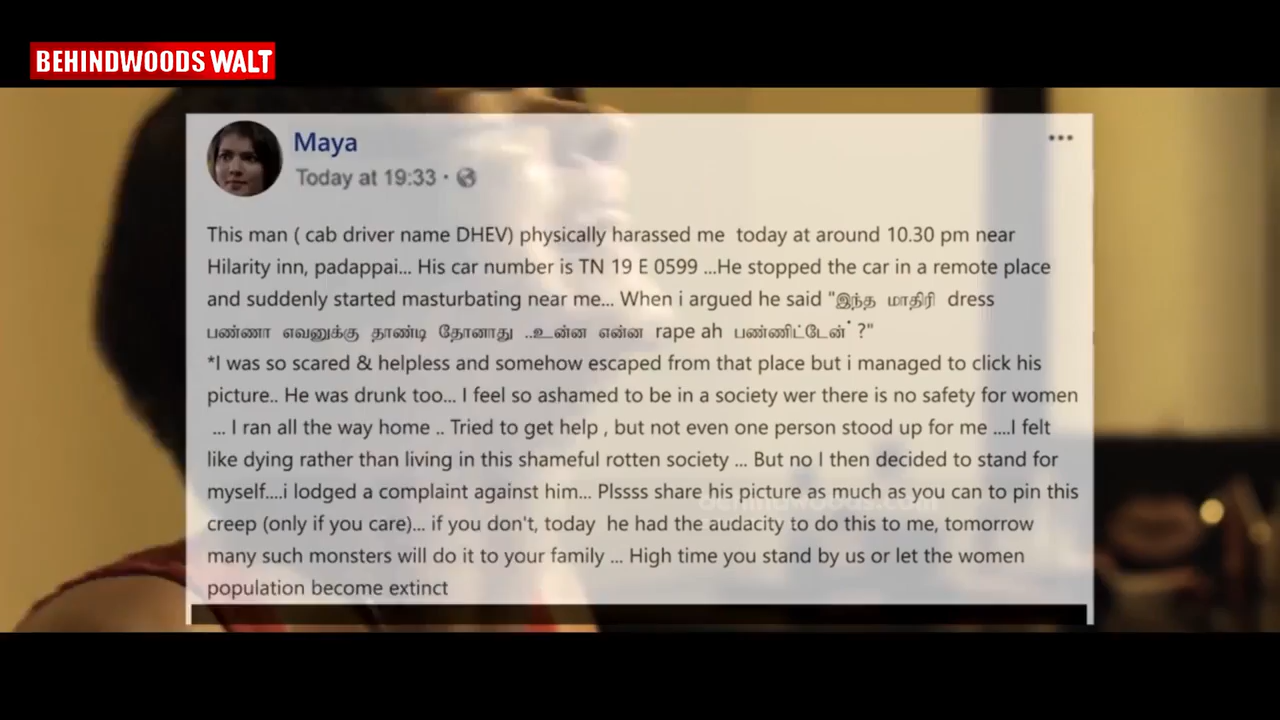 BEHINDWOODS WALT
Maya
Today at 19:33 ·
This man ( cab driver name DHEV) physically harassed me  today at around 10.30 pm near
Hilarity inn, padappai... His car number is TN 19 E 0599 ...He stopped the car in a remote place
and suddenly started masturbating near me... When i argued he said "இந்த மாதிரி dress
பண்ணா எவனுக்கு தாண்டி தோனாது ..உன்ன என்ன rape ah பண்ணிட்டேன் ?"
*I was so scared & helpless and somehow escaped from that place but i managed to click his
picture.. He was drunk too... I feel so ashamed to be in a society wer there is no safety for women
... I ran all the way home .. Tried to get help , but not even one person stood up for me ....I felt
like dying rather than living in this shameful rotten society ... But no I then decided to stand for
myself....i lodged a complaint against him... Plssss share his picture as much as you can to pin this
creep (only if you care)... if you don't, today  he had the audacity to do this to me, tomorrow
many such monsters will do it to your family ... High time you stand by us or let the women
population become extinct
behindwoods.com